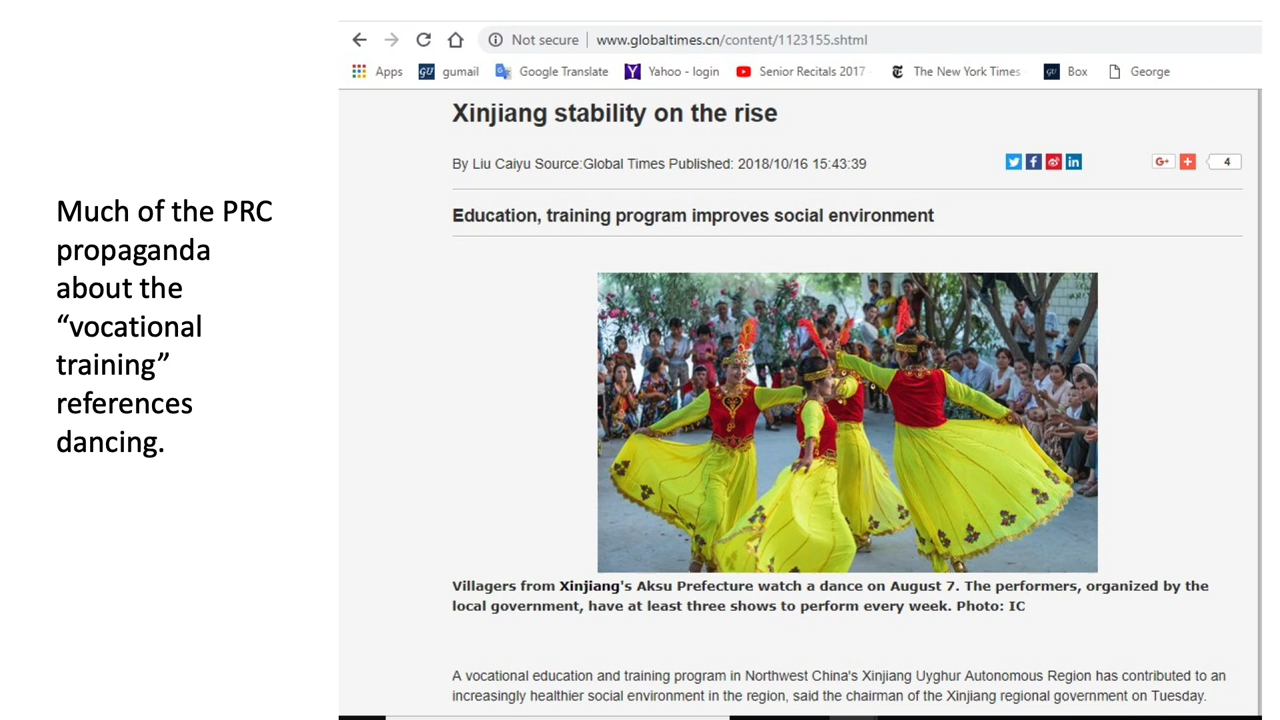 Much of the PRC
propaganda
about the
“vocational
training”
references
dancing.
Not secure | www.globaltimes.cn/content/1123155.shtml
Apps GU gumail Google Translate Yahoo - login Senior Recitals 2017 - The New York Times GU Box George
Xinjiang stability on the rise
By Liu Caiyu Source:Global Times Published: 2018/10/16 15:43:39
G+ 4
Education, training program improves social environment
Villagers from Xinjiang's Aksu Prefecture watch a dance on August 7. The performers, organized by the
local government, have at least three shows to perform every week. Photo: IC
A vocational education and training program in Northwest China's Xinjiang Uyghur Autonomous Region has contributed to an
increasingly healthier social environment in the region, said the chairman of the Xinjiang regional government on Tuesday.